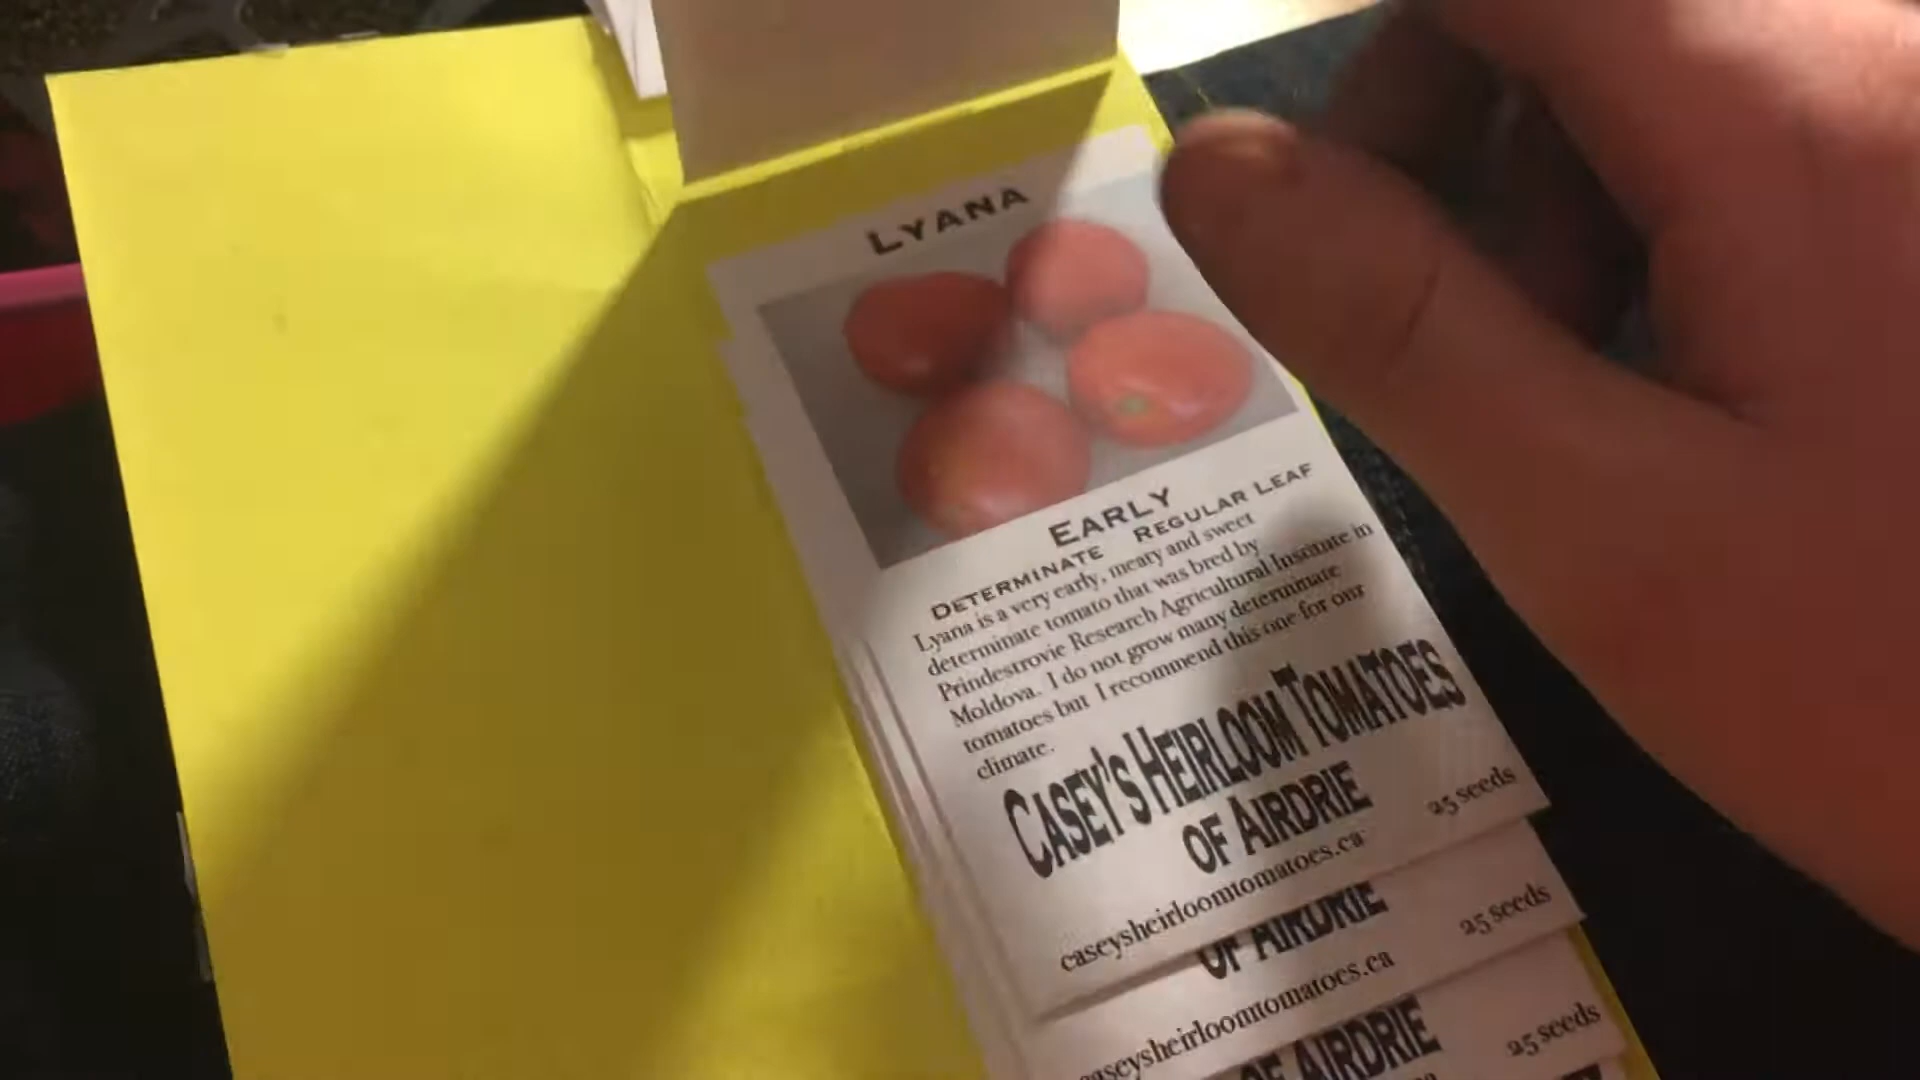 LYANA
EARLY
DETERMINATE REGULAR LEAF
Lyana is a very early, meaty and sweet
determinate tomato that was bred by
Prindestrovie Research Agricultural Institute in
Moldova. I do not grow many determinate
tomatoes but I recommend this one for our
climate.
CASEY'S HEIRLOOM TOMATOES
OF AIRDRIE
25 seeds
caseysheirloomtomatoes.ca
OF AIRDRIE
25 seeds
caseysheirloomtomatoes.ca
OF AIRDRIE
25 seeds